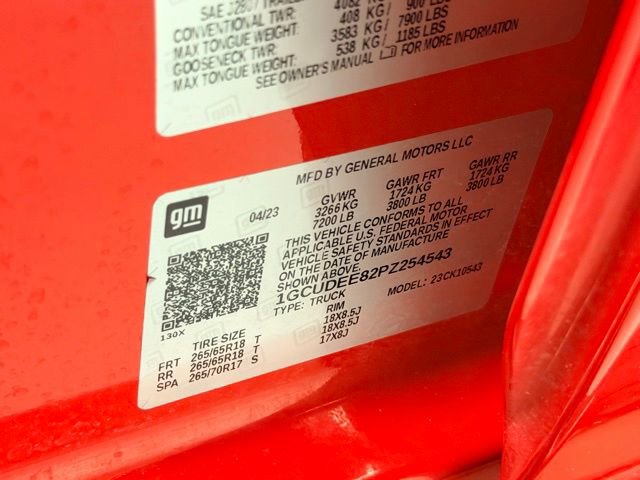 SAE J2807 TRAILER
4082 KG / 900 LBS
CONVENTIONAL TWR: 408 KG / 7900 LBS
MAX TONGUE WEIGHT: 3583 KG / 1185 LBS
GOOSENECK TWR: 538 KG /
MAX TONGUE WEIGHT:
SEE OWNER'S MANUAL FOR MORE INFORMATION
gm
MFD BY GENERAL MOTORS LLC
04/23 GVWR GAWR FRT GAWR RR
3266 KG 1724 KG 1724 KG
7200 LB 3800 LB 3800 LB
THIS VEHICLE CONFORMS TO ALL
APPLICABLE U.S. FEDERAL MOTOR
VEHICLE SAFETY STANDARDS IN EFFECT
ON THE DATE OF MANUFACTURE
SHOWN ABOVE.
1GCUDEE82PZ254543
TYPE: TRUCK MODEL: 23CK10543
130X
TIRE SIZE RIM
FRT 265/65R18 T 18X8.5J
RR 265/65R18 T 18X8.5J
SPA 265/70R17 S 17X8J